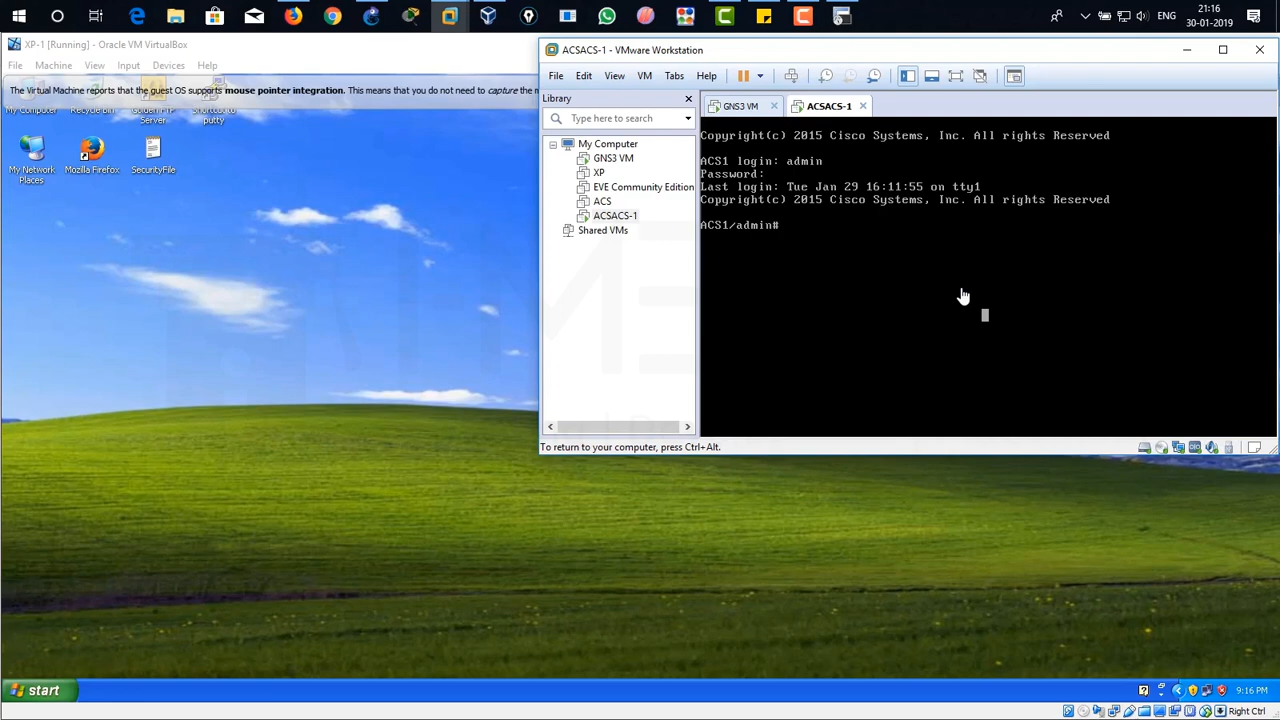 21:16
ENG
30-01-2019
XP-1 [Running] - Oracle VM VirtualBox
File Machine View Input Devices Help
The Virtual Machine reports that the guest OS supports mouse pointer integration. This means that you do not need to capture the
Server
putty
My Network Places
Mozilla Firefox
SecurityFile
ACSACS-1 - VMware Workstation
File Edit View VM Tabs Help
Library
Type here to search
My Computer
GNS3 VM
XP
EVE Community Edition
ACS
ACSACS-1
Shared VMs
GNS3 VM
ACSACS-1
Copyright(c) 2015 Cisco Systems, Inc. All rights Reserved
ACS1 login: admin
Password:
Last login: Tue Jan 29 16:11:55 on tty1
Copyright(c) 2015 Cisco Systems, Inc. All rights Reserved
ACS1/admin#
To return to your computer, press Ctrl+Alt.
start
9:16 PM
Right Ctrl